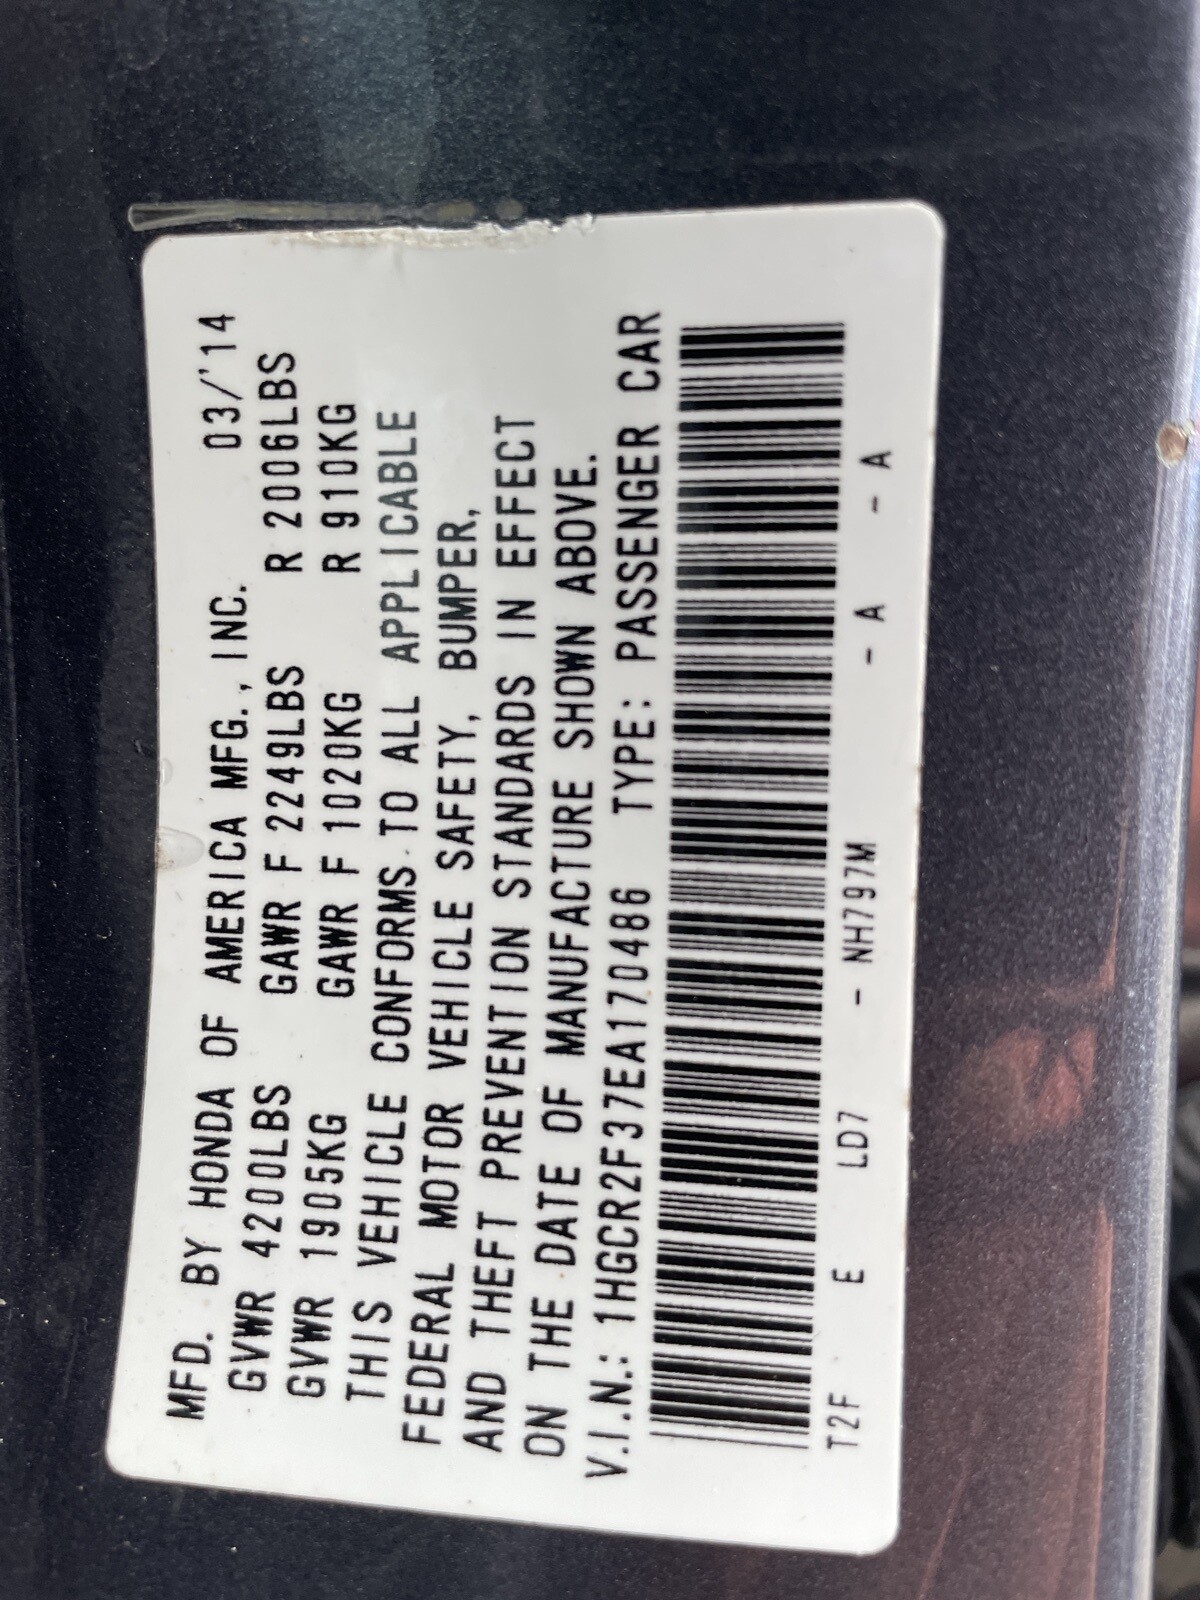 MFD. BY HONDA OF AMERICA MFG.,INC. 03/'14
GVWR 4200LBS GAWR F 2249LBS R 2006LBS
GVWR 1905KG GAWR F 1020KG R 910KG
THIS VEHICLE CONFORMS TO ALL APPLICABLE
FEDERAL MOTOR VEHICLE SAFETY, BUMPER,
AND THEFT PREVENTION STANDARDS IN EFFECT
ON THE DATE OF MANUFACTURE SHOWN ABOVE.
V.I.N.: 1HGCR2F37EA170486 TYPE: PASSENGER CAR
T2F E LD7 - NH797M - A - A